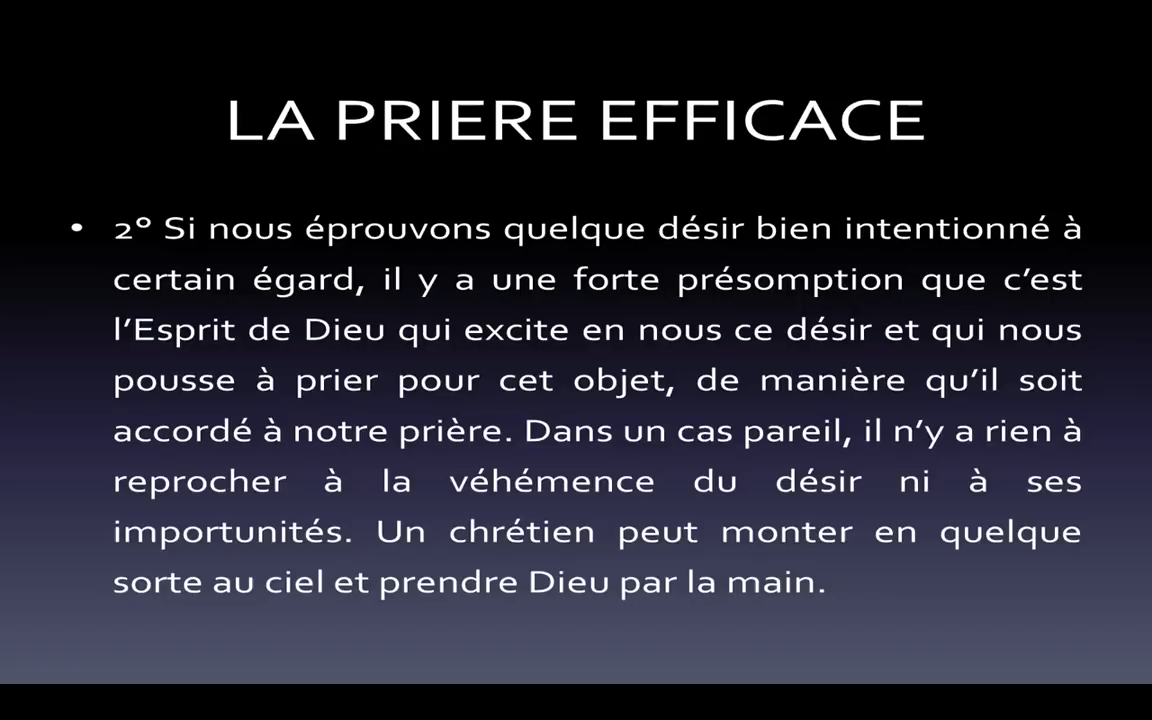 LA PRIERE EFFICACE
• 2° Si nous éprouvons quelque désir bien intentionné à
certain égard, il y a une forte présomption que c’est
l’Esprit de Dieu qui excite en nous ce désir et qui nous
pousse à prier pour cet objet, de manière qu’il soit
accordé à notre prière. Dans un cas pareil, il n’y a rien à
reprocher à la véhémence du désir ni à ses
importunités. Un chrétien peut monter en quelque
sorte au ciel et prendre Dieu par la main.